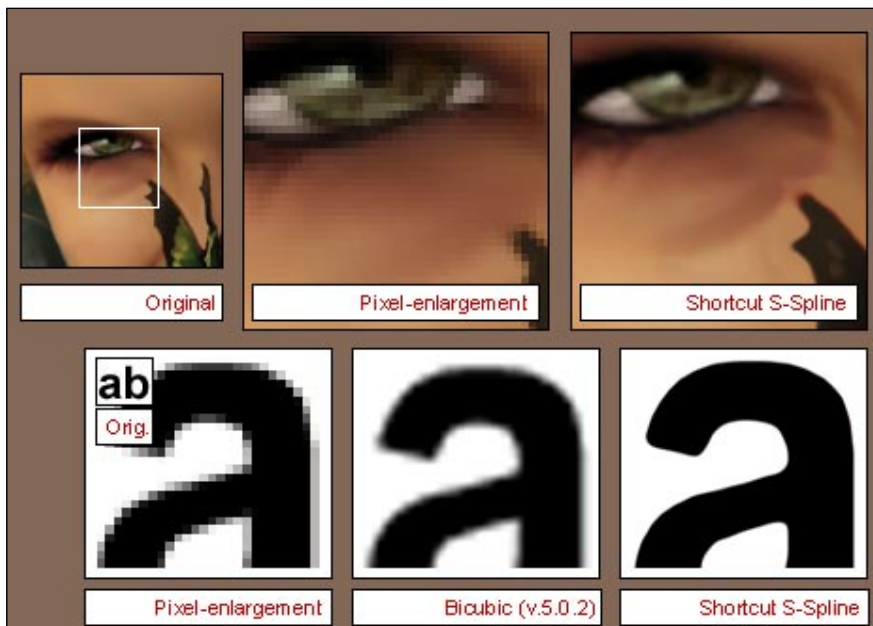 Original
Pixel-enlargement
Shortcut S-Spline
ab
Orig.
a
a
a
Pixel-enlargement
Bicubic (v.5.0.2)
Shortcut S-Spline